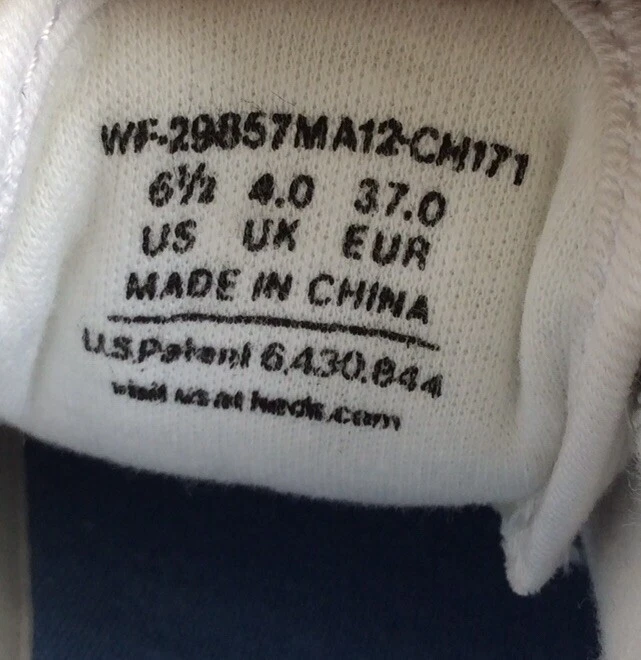 WF-29857MA12-CH171
6½ 4.0 37.0
US UK EUR
MADE IN CHINA
U.S.Patent 6,430,844
visit us at keds.com